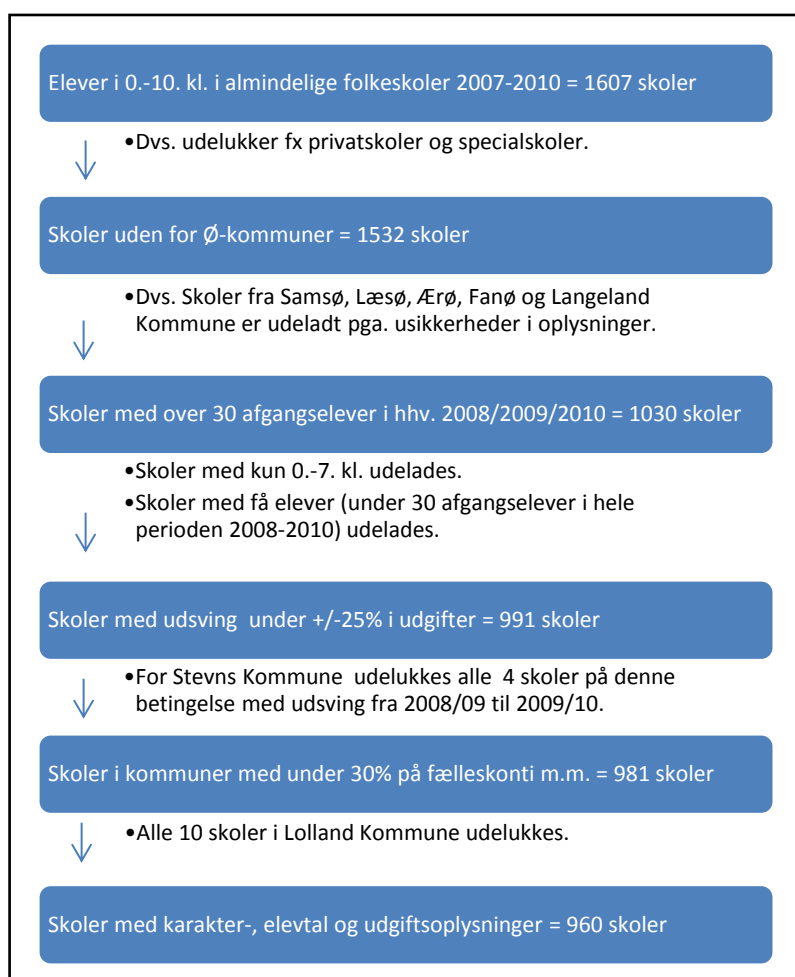 Elever i 0.-10. kl. i almindelige folkeskoler 2007-2010 = 1607 skoler
•Dvs. udelukker fx privatskoler og specialskoler.
Skoler uden for Ø-kommuner = 1532 skoler
•Dvs. Skoler fra Samsø, Læsø, Ærø, Fanø og Langeland
Kommune er udeladt pga. usikkerheder i oplysninger.
Skoler med over 30 afgangselever i hhv. 2008/2009/2010 = 1030 skoler
•Skoler med kun 0.-7. kl. udelades.
•Skoler med få elever (under 30 afgangselever i hele
perioden 2008-2010) udelades.
Skoler med udsving under +/-25% i udgifter = 991 skoler
•For Stevns Kommune udelukkes alle 4 skoler på denne
betingelse med udsving fra 2008/09 til 2009/10.
Skoler i kommuner med under 30% på fælleskonti m.m. = 981 skoler
•Alle 10 skoler i Lolland Kommune udelukkes.
Skoler med karakter-, elevtal og udgiftsoplysninger = 960 skoler